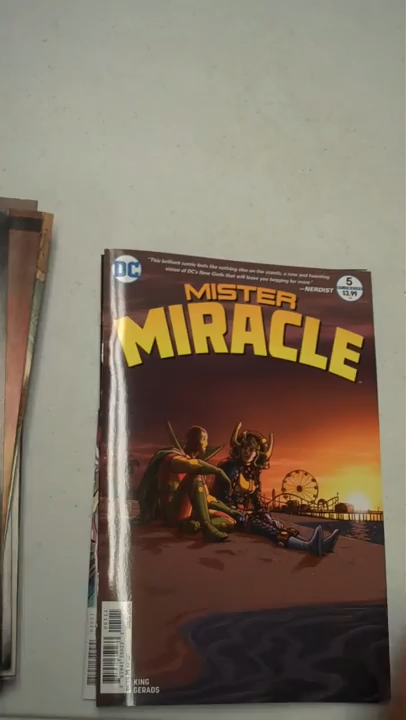 DC
"This brilliant comic feels like nothing else on the stands: a rare and haunting
vision of DC's New Gods that will leave you begging for more."
—NERDIST
5
$3.99
MISTER
MIRACLE
KING
GERADS